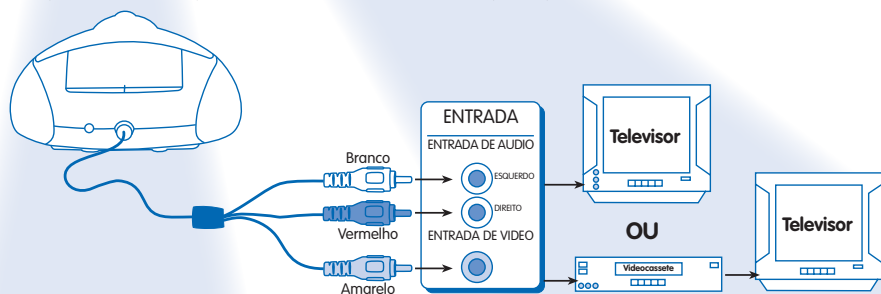 ENTRADA
ENTRADA DE AUDIO
Branco
ESQUERDO
DIREITO
Vermelho
ENTRADA DE VIDEO
Amarelo
Televisor
OU
Videocassete
Televisor